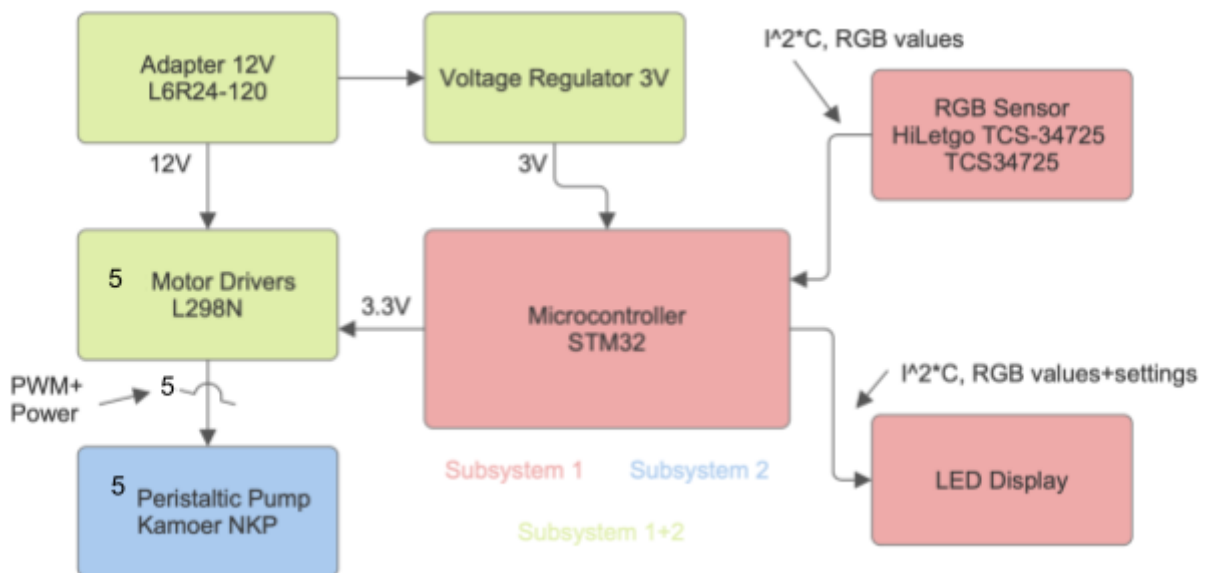 Adapter 12V
L6R24-120
Voltage Regulator 3V
I^2*C, RGB values
RGB Sensor
HiLetgo TCS-34725
TCS34725
12V
3V
5 Motor Drivers
L298N
3.3V
Microcontroller
STM32
PWM+
Power
5
I^2*C, RGB values+settings
5 Peristaltic Pump
Kamoer NKP
Subsystem 1
Subsystem 2
Subsystem 1+2
LED Display